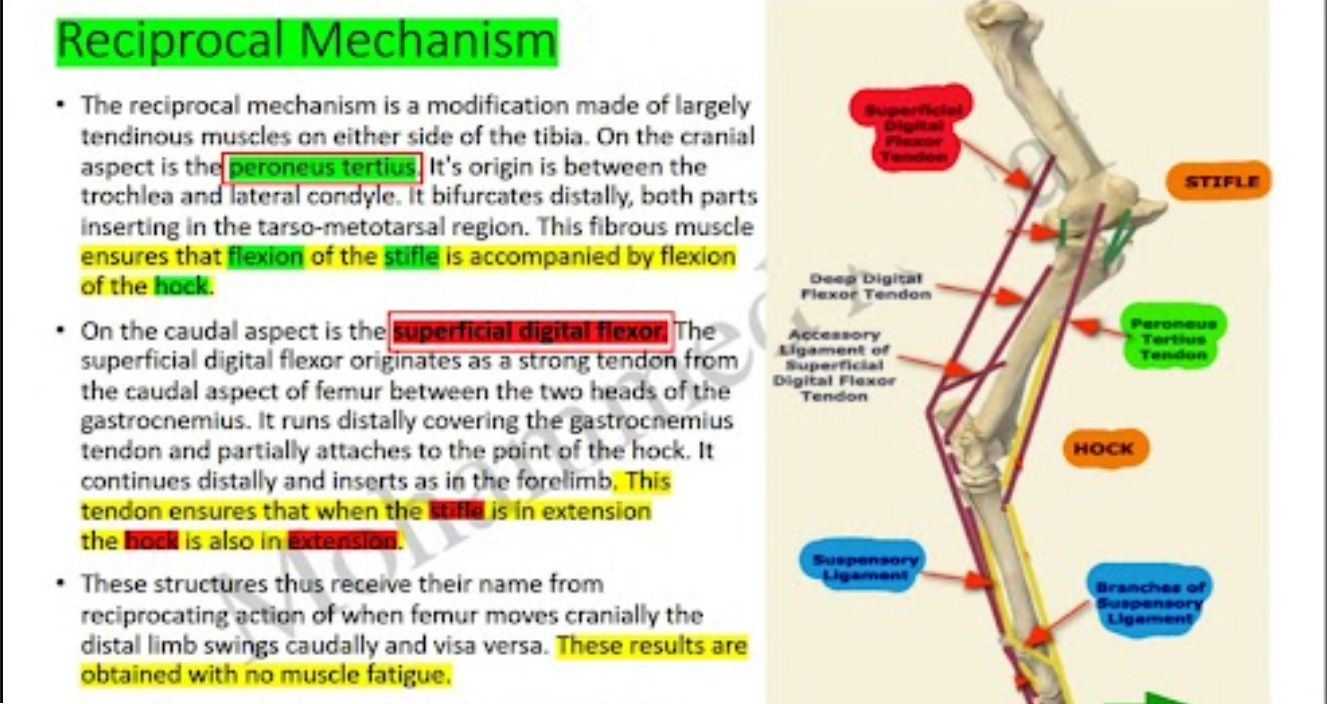 Reciprocal Mechanism
• The reciprocal mechanism is a modification made of largely
tendinous muscles on either side of the tibia. On the cranial
aspect is the peroneus tertius. It's origin is between the
trochlea and lateral condyle. It bifurcates distally, both parts
inserting in the tarso-metotarsal region. This fibrous muscle
ensures that flexion of the stifle is accompanied by flexion
of the hock.
• On the caudal aspect is the superficial digital flexor. The
superficial digital flexor originates as a strong tendon from
the caudal aspect of femur between the two heads of the
gastrocnemius. It runs distally covering the gastrocnemius
tendon and partially attaches to the point of the hock. It
continues distally and inserts as in the forelimb. This
tendon ensures that when the stifle is in extension
the hock is also in extension.
• These structures thus receive their name from
reciprocating action of when femur moves cranially the
distal limb swings caudally and visa versa. These results are
obtained with no muscle fatigue.
Superficial
Digital
Flexor
Tendon
STIFLE
Deep Digital
Flexor Tendon
Accessory
Ligament of
Superficial
Digital Flexor
Tendon
Peroneus
Tertius
Tendon
HOCK
Suspensory
Ligament
Branches of
Suspensory
Ligament
Mohammed